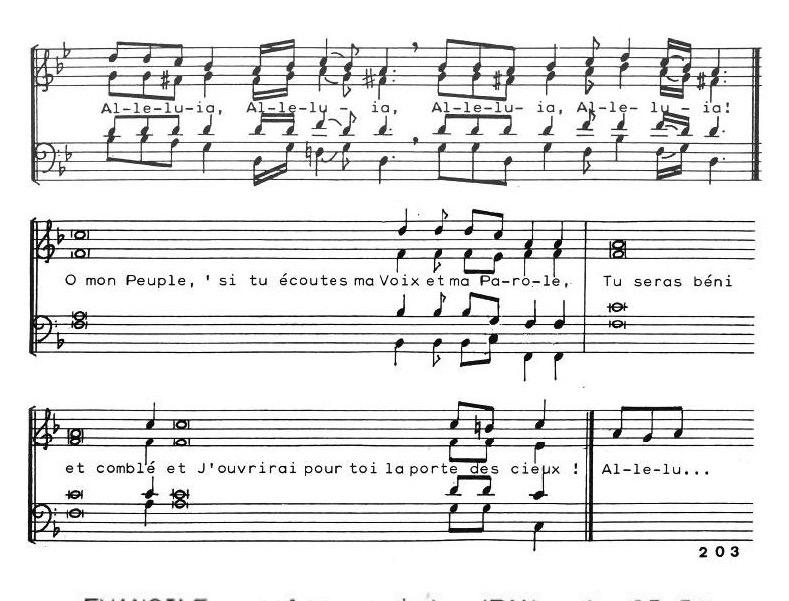 Al-le-lu-ia, Al-le-lu - ia, Al-le-lu- ia, Al-le- lu - ia!
O mon Peuple, ' si tu écoutes ma Voix et ma Pa-ro-le, Tu seras béni
et comblé et J'ouvrirai pour toi la porte des cieux ! Al-le-lu...
203